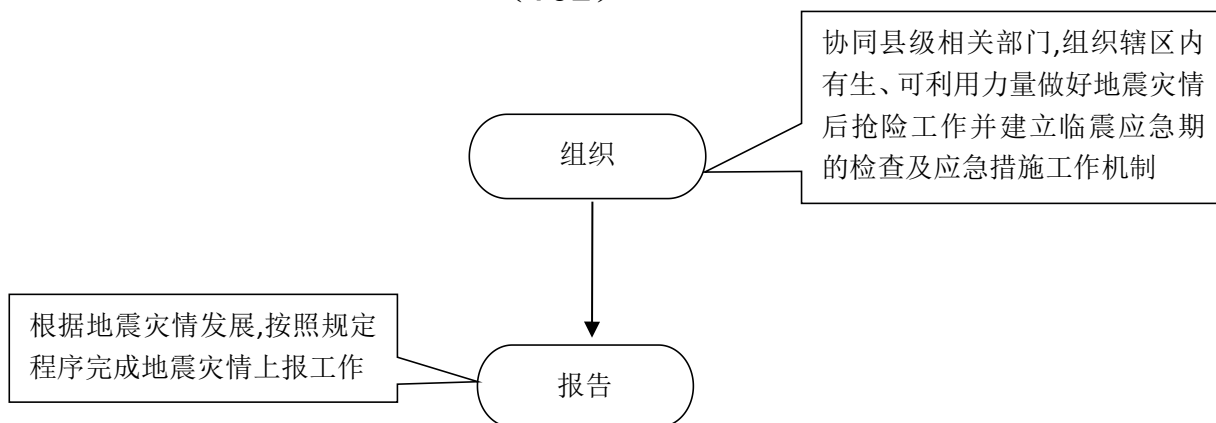 协同县级相关部门,组织辖区内
有生、可利用力量做好地震灾情
后抢险工作并建立临震应急期
的检查及应急措施工作机制
组织
根据地震灾情发展,按照规定
程序完成地震灾情上报工作
报告